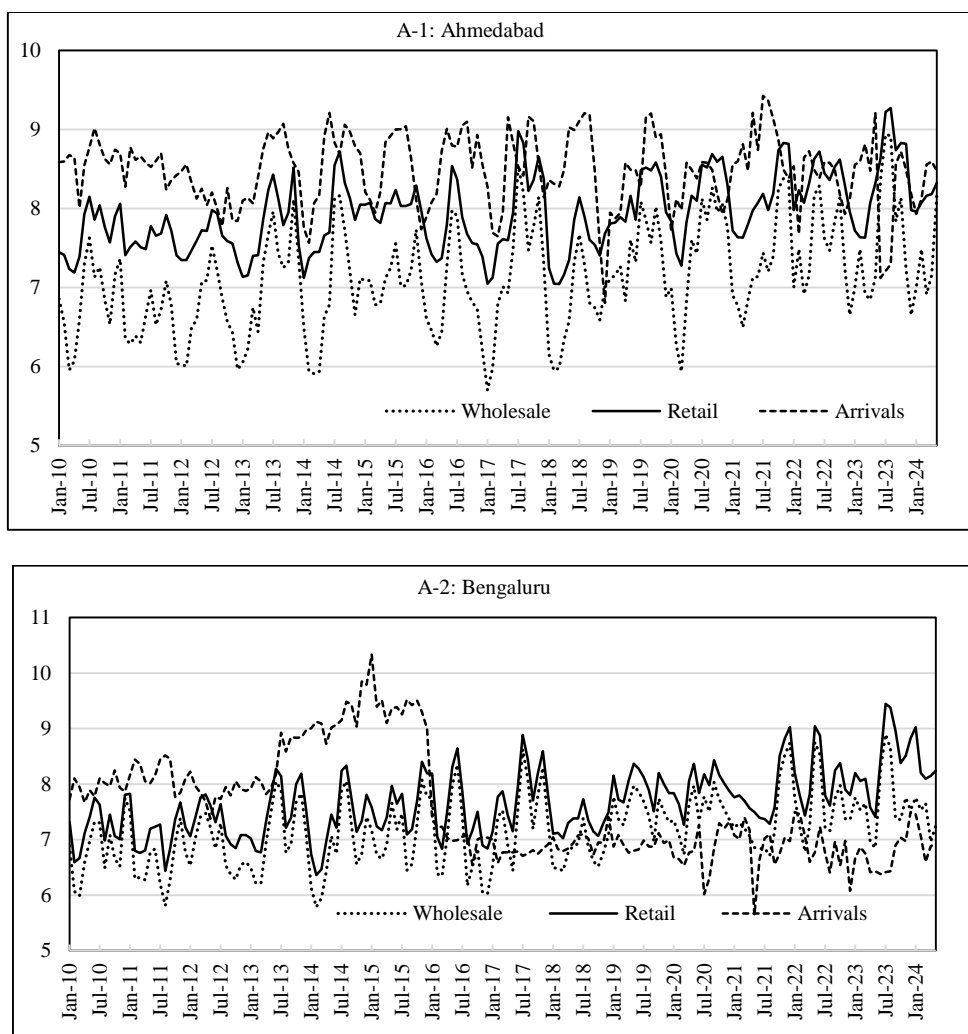 A-1: Ahmedabad
10
9
8
7
6
5
Wholesale Retail Arrivals
Jan-10 Jul-10 Jan-11 Jul-11 Jan-12 Jul-12 Jan-13 Jul-13 Jan-14 Jul-14 Jan-15 Jul-15 Jan-16 Jul-16 Jan-17 Jul-17 Jan-18 Jul-18 Jan-19 Jul-19 Jan-20 Jul-20 Jan-21 Jul-21 Jan-22 Jul-22 Jan-23 Jul-23 Jan-24
A-2: Bengaluru
11
10
9
8
7
6
5
Wholesale Retail Arrivals
Jan-10 Jul-10 Jan-11 Jul-11 Jan-12 Jul-12 Jan-13 Jul-13 Jan-14 Jul-14 Jan-15 Jul-15 Jan-16 Jul-16 Jan-17 Jul-17 Jan-18 Jul-18 Jan-19 Jul-19 Jan-20 Jul-20 Jan-21 Jul-21 Jan-22 Jul-22 Jan-23 Jul-23 Jan-24